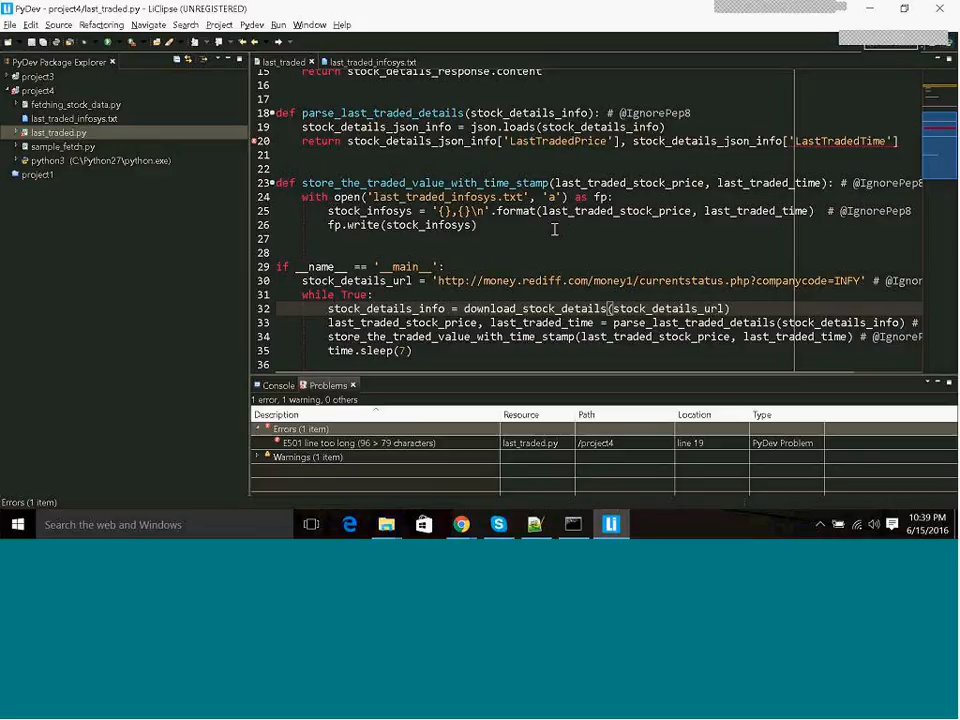 PyDev - project4/last_traded.py - LiClipse (UNREGISTERED)
File Edit Source Refactoring Navigate Search Project Pydev Run Window Help
PyDev Package Explorer
project3
project4
fetching_stock_data.py
last_traded_infosys.txt
last_traded.py
sample_fetch.py
python3 (C:\Python27\python.exe)
project1
last_traded last_traded_infosys.txt
15 return stock_details_response.content
16
17
18 def parse_last_traded_details(stock_details_info): # @IgnorePep8
19 stock_details_json_info = json.loads(stock_details_info)
20 return stock_details_json_info['LastTradedPrice'], stock_details_json_info['LastTradedTime']
21
22
23 def store_the_traded_value_with_time_stamp(last_traded_stock_price, last_traded_time): # @IgnorePep8
24 with open('last_traded_infosys.txt', 'a') as fp:
25 stock_infosys = '{},{}\n'.format(last_traded_stock_price, last_traded_time) # @IgnorePep8
26 fp.write(stock_infosys)
27
28
29 if __name__ == '__main__':
30 stock_details_url = 'http://money.rediff.com/money1/currentstatus.php?companycode=INFY' # @Ignor
31 while True:
32 stock_details_info = download_stock_details(stock_details_url)
33 last_traded_stock_price, last_traded_time = parse_last_traded_details(stock_details_info) #
34 store_the_traded_value_with_time_stamp(last_traded_stock_price, last_traded_time) # @IgnoreP
35 time.sleep(7)
36
Console Problems
1 error, 1 warning, 0 others
Description Resource Path Location Type
Errors (1 item)
E501 line too long (96 > 79 characters) last_traded.py /project4 line 19 PyDev Problem
Warnings (1 item)
Errors (1 item)
Search the web and Windows
Li
10:39 PM
6/15/2016